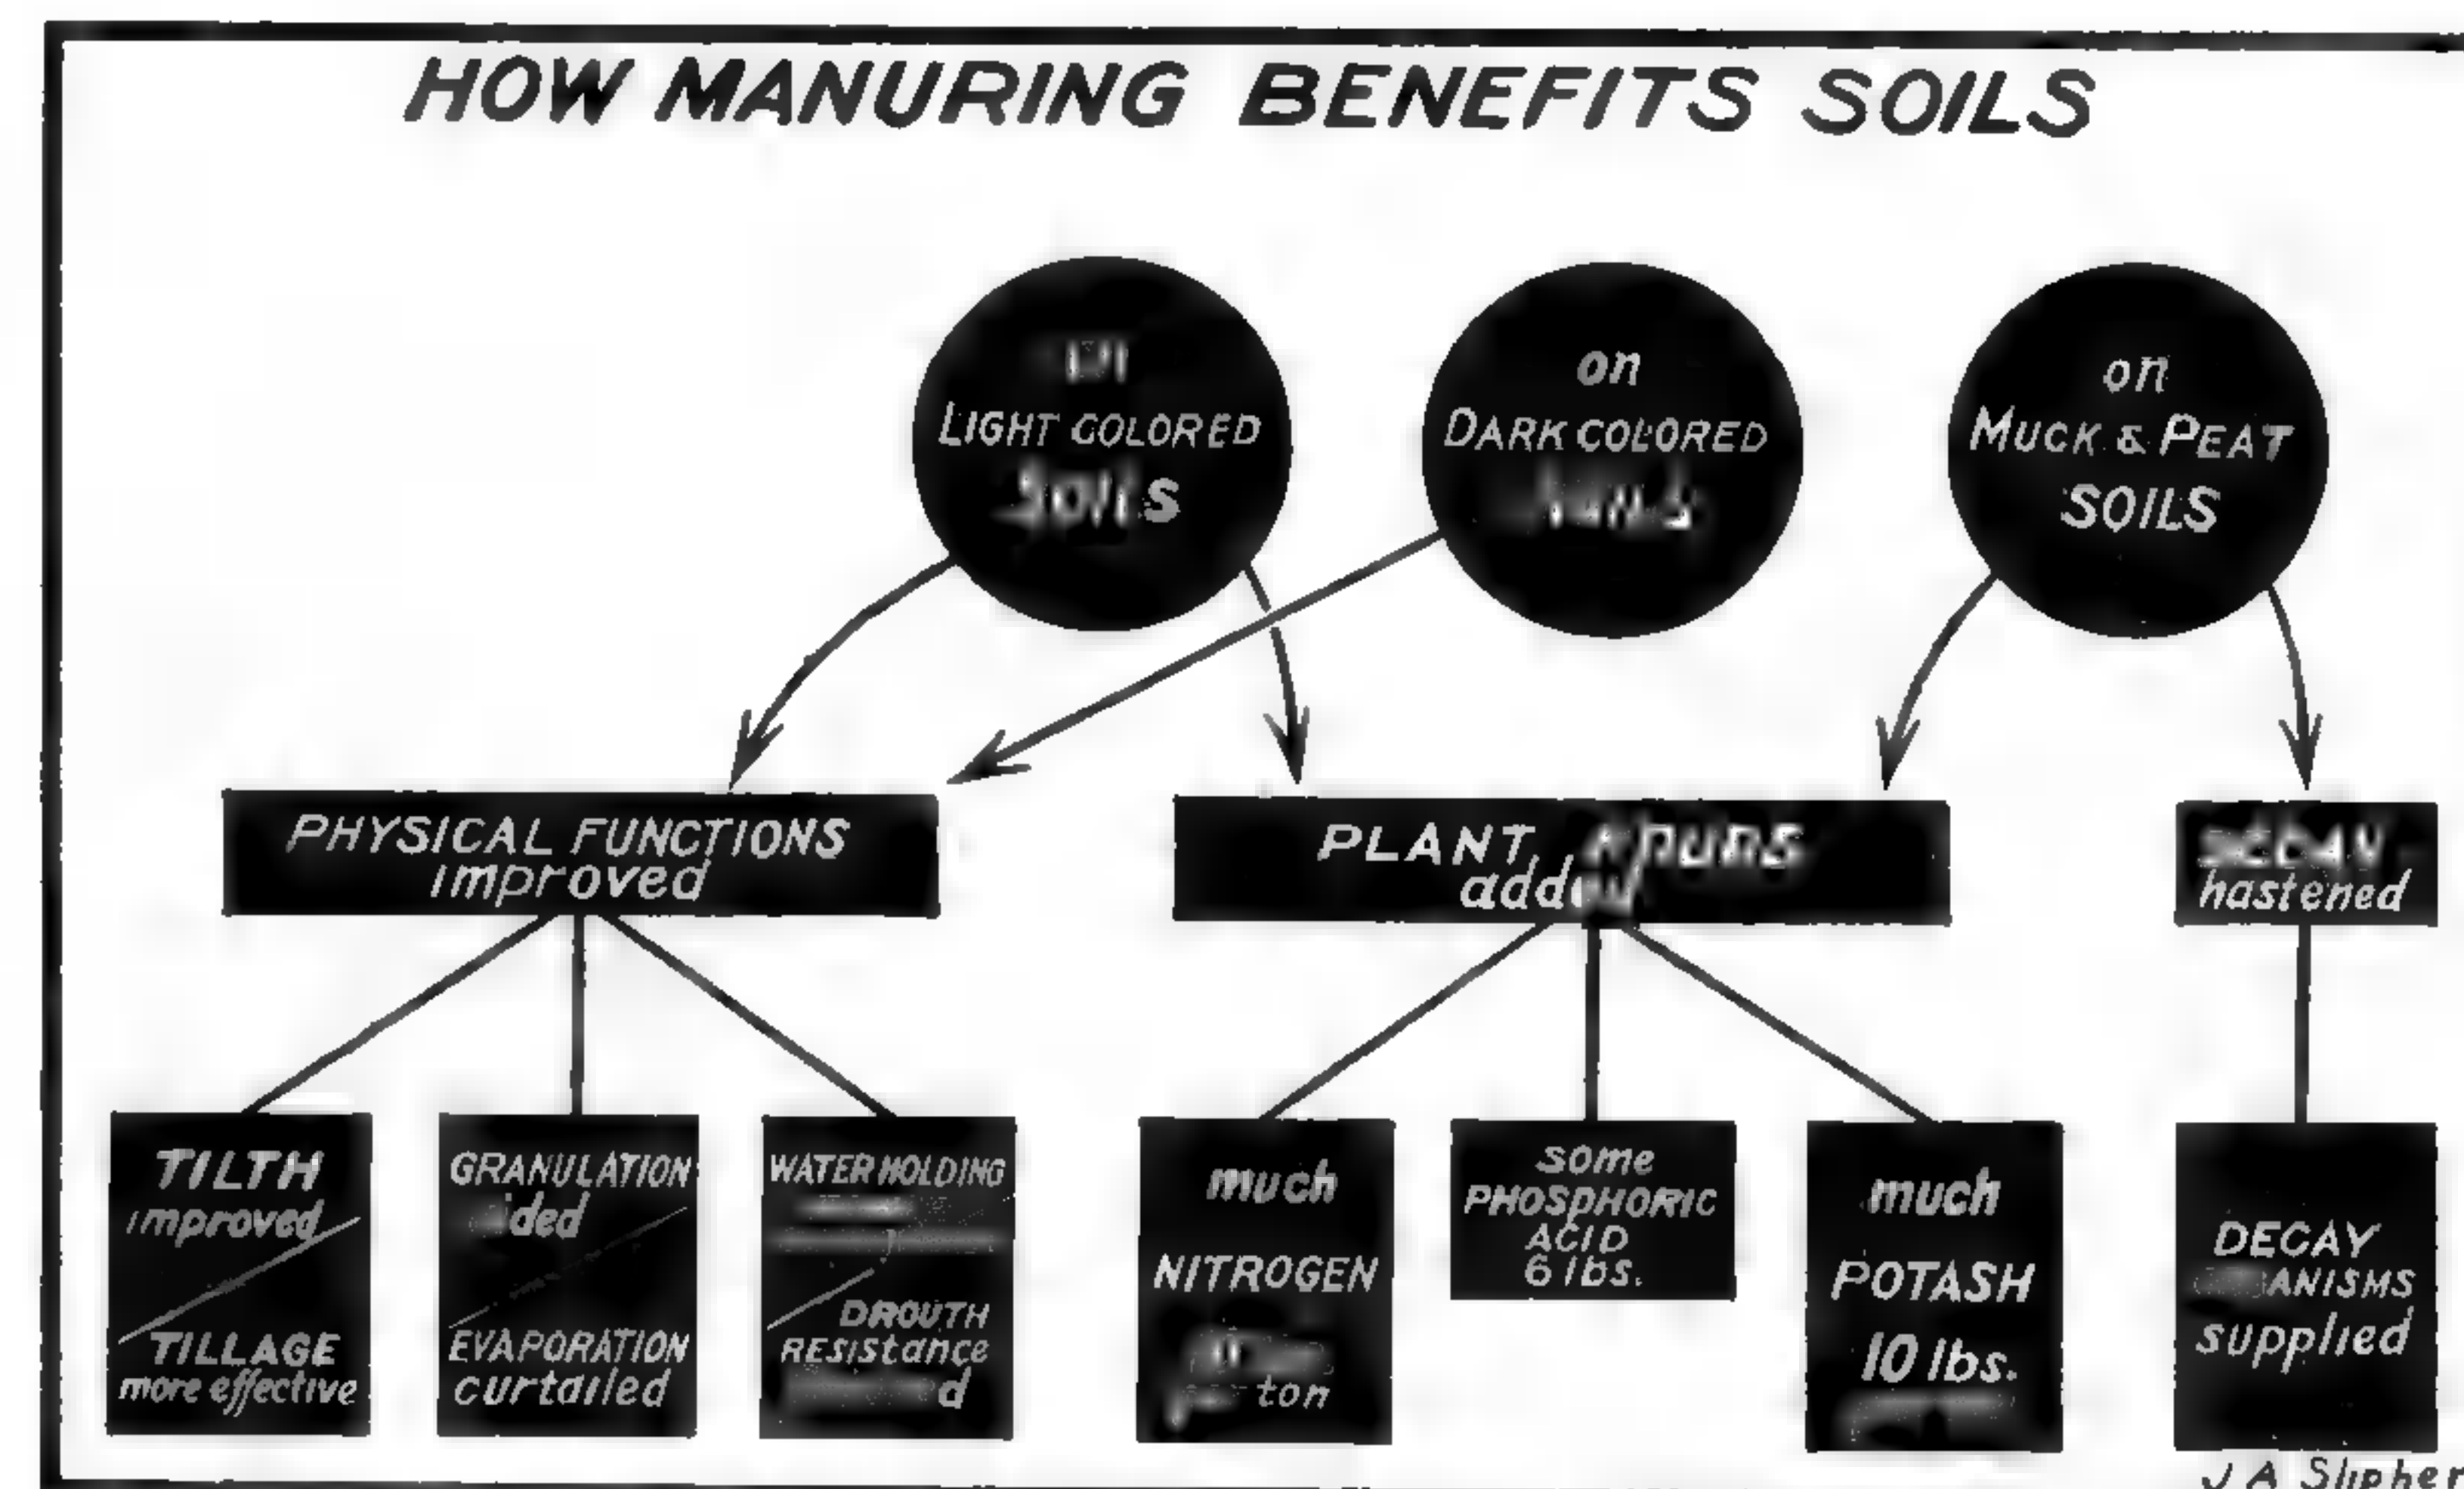 HOW MANURING BENEFITS SOILS
LIGHT COLORED
Soils
on
DARK COLORED
on
MUCK & PEAT
SOILS
PHYSICAL FUNCTIONS
improved
PLANT
added
hastened
TILTH
improved
TILLAGE
more effective
GRANULATION
EVAPORATION
curtailed
WATER HOLDING
DROUTH
RESIStance
much
NITROGEN
ton
some
PHOSPHORIC
ACID
6 lbs.
much
POTASH
10 lbs.
DECAY
supplied
J A Slipher